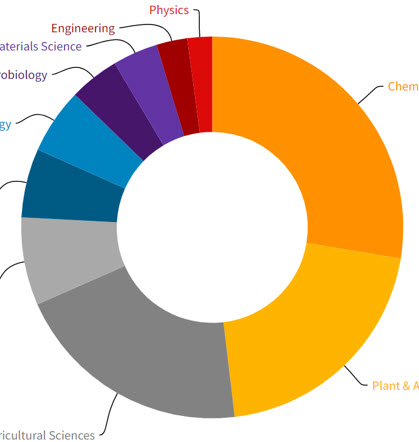 Physics
Engineering
aterials Science
robiology
Chem
gy
Plant & A
ricultural Sciences